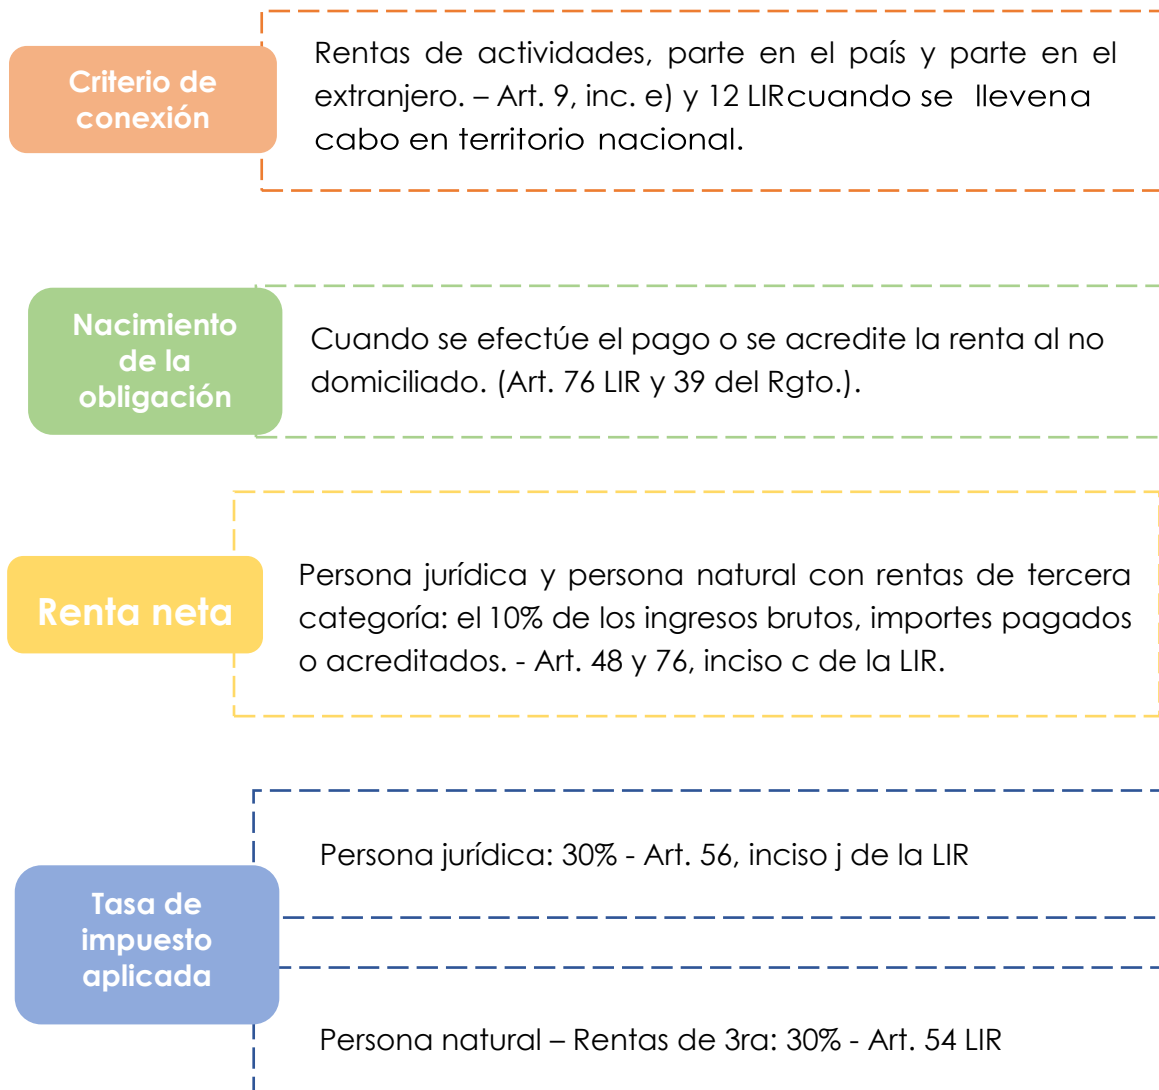 Criterio de
conexión
Rentas de actividades, parte en el país y parte en el
extranjero. – Art. 9, inc. e) y 12 LIRcuando se llevena
cabo en territorio nacional.
Nacimiento
de la
obligación
Cuando se efectúe el pago o se acredite la renta al no
domiciliado. (Art. 76 LIR y 39 del Rgto.).
Renta neta
Persona jurídica y persona natural con rentas de tercera
categoría: el 10% de los ingresos brutos, importes pagados
o acreditados. - Art. 48 y 76, inciso c de la LIR.
Tasa de
impuesto
aplicada
Persona jurídica: 30% - Art. 56, inciso j de la LIR
Persona natural – Rentas de 3ra: 30% - Art. 54 LIR